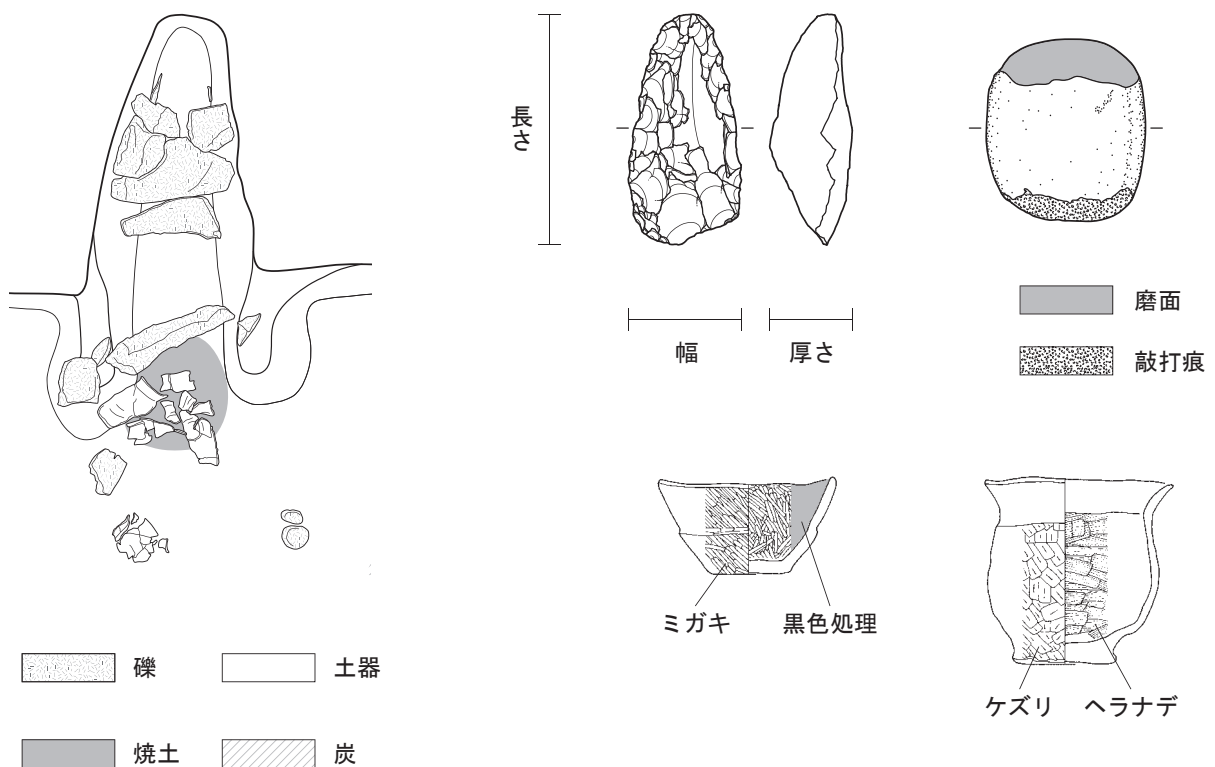 長さ
幅
厚さ
磨面
敲打痕
ミガキ
黒色処理
ケズリ
ヘラナデ
礫
土器
焼土
炭